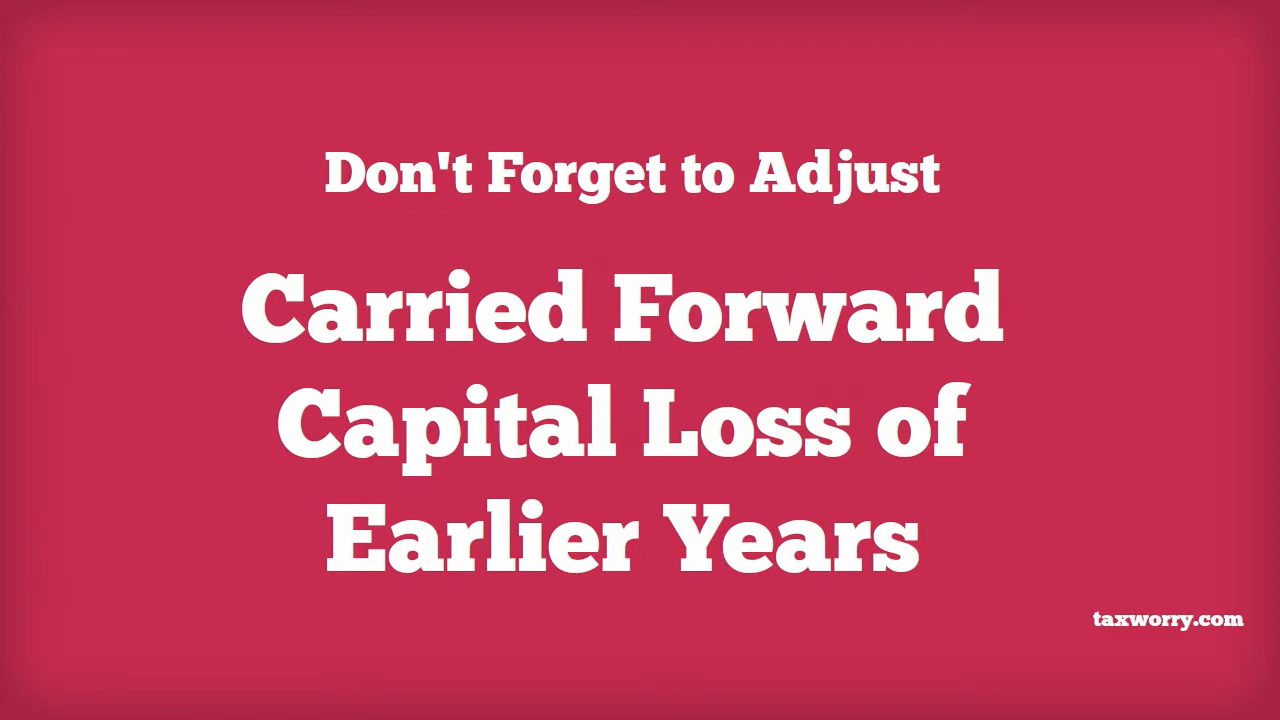 Don't Forget to Adjust
Carried Forward
Capital Loss of
Earlier Years
taxworry.com